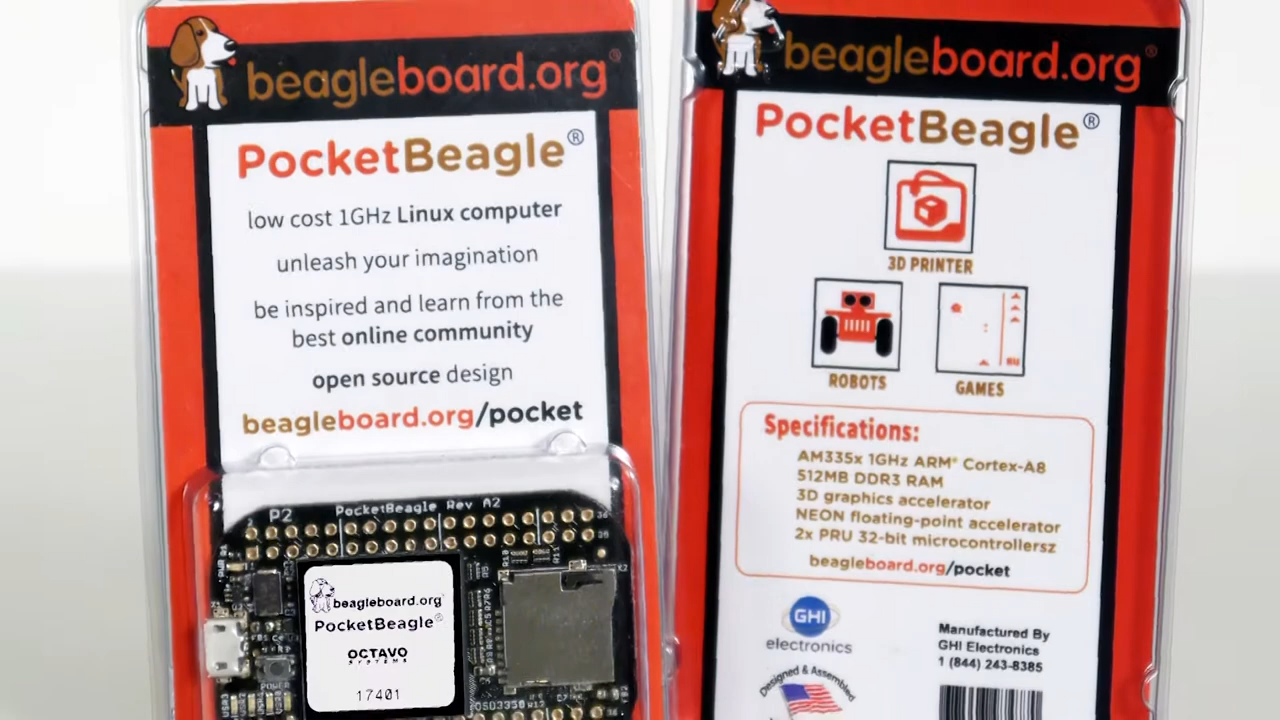 beagleboard.org®
PocketBeagle®
low cost 1GHz Linux computer
unleash your imagination
be inspired and learn from the
best online community
open source design
beagleboard.org/pocket
P2
PocketBeagle Rev A2
beagleboard.org
PocketBeagle®
OCTAVO
SYSTEMS
17401
POWER
beagleboard.org®
PocketBeagle®
3D PRINTER
ROBOTS
GAMES
Specifications:
AM335x 1GHz ARM® Cortex-A8
512MB DDR3 RAM
3D graphics accelerator
NEON floating-point accelerator
2x PRU 32-bit microcontrollersz
beagleboard.org/pocket
GHI
electronics
Designed & Assembled
Manufactured By
GHI Electronics
1 (844) 243-8385